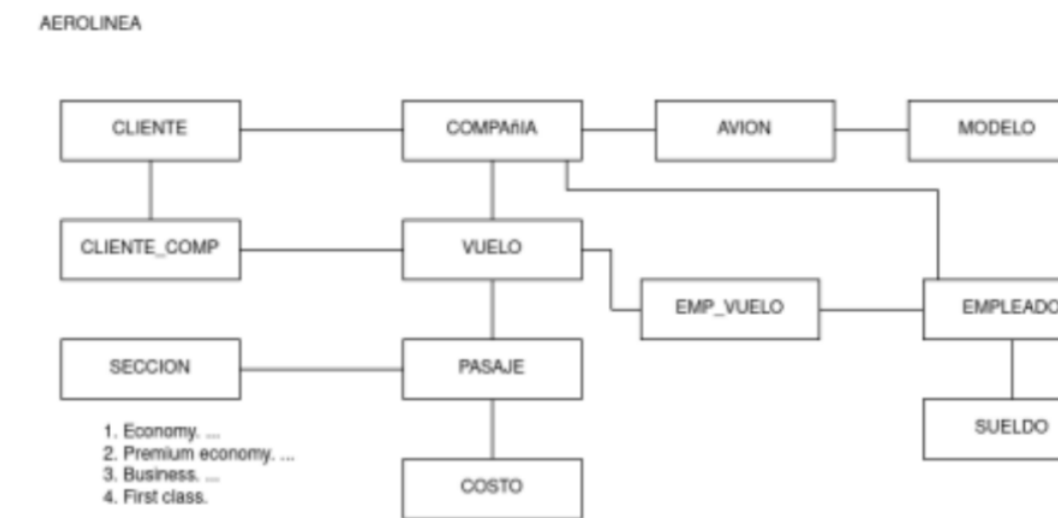 AEROLINEA
CLIENTE
COMPAñIA
AVION
MODELO
CLIENTE_COMP
VUELO
EMP_VUELO
EMPLEADO
SECCION
PASAJE
1. Economy. ...
2. Premium economy. ...
3. Business. ...
4. First class.
SUELDO
COSTO